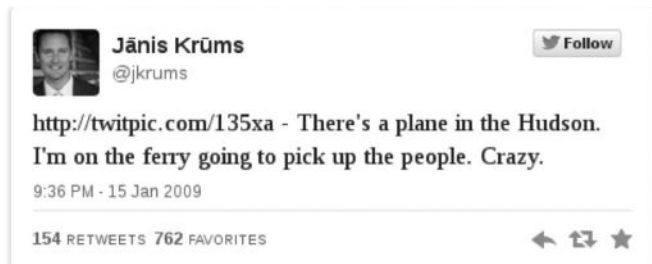 Jānis Krūms
Follow
@jkrums
http://twitpic.com/135xa - There's a plane in the Hudson.
I'm on the ferry going to pick up the people. Crazy.
9:36 PM - 15 Jan 2009
154 RETWEETS 762 FAVORITES